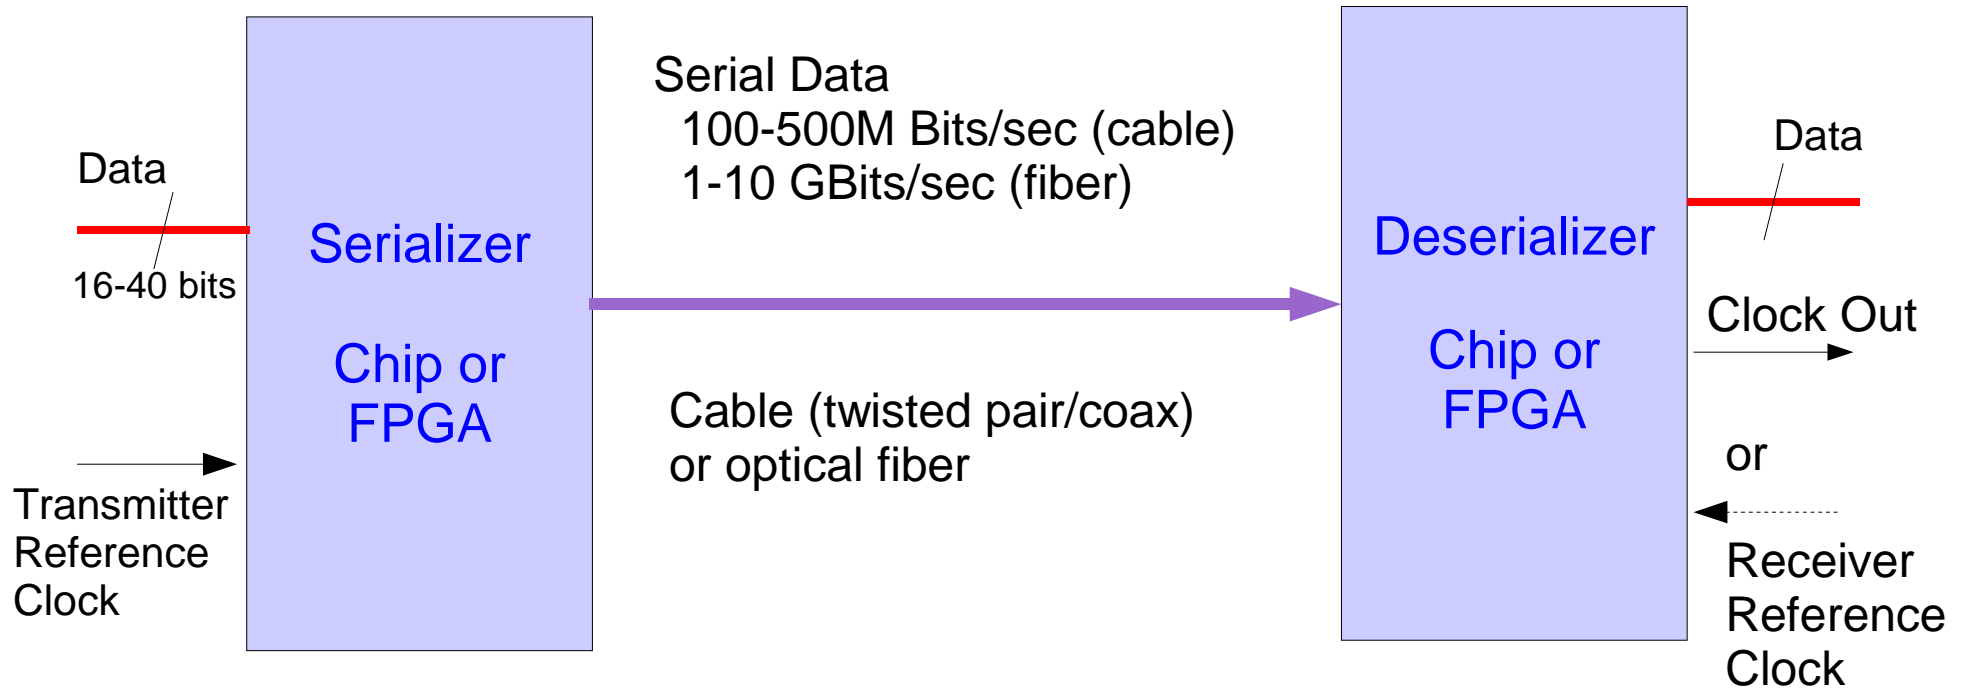 Data
16-40 bits
Transmitter
Reference
Clock
Serializer
Chip or
FPGA
Serial Data
100-500M Bits/sec (cable)
1-10 GBits/sec (fiber)
Cable (twisted pair/coax)
or optical fiber
Deserializer
Chip or
FPGA
Data
Clock Out
or
Receiver
Reference
Clock